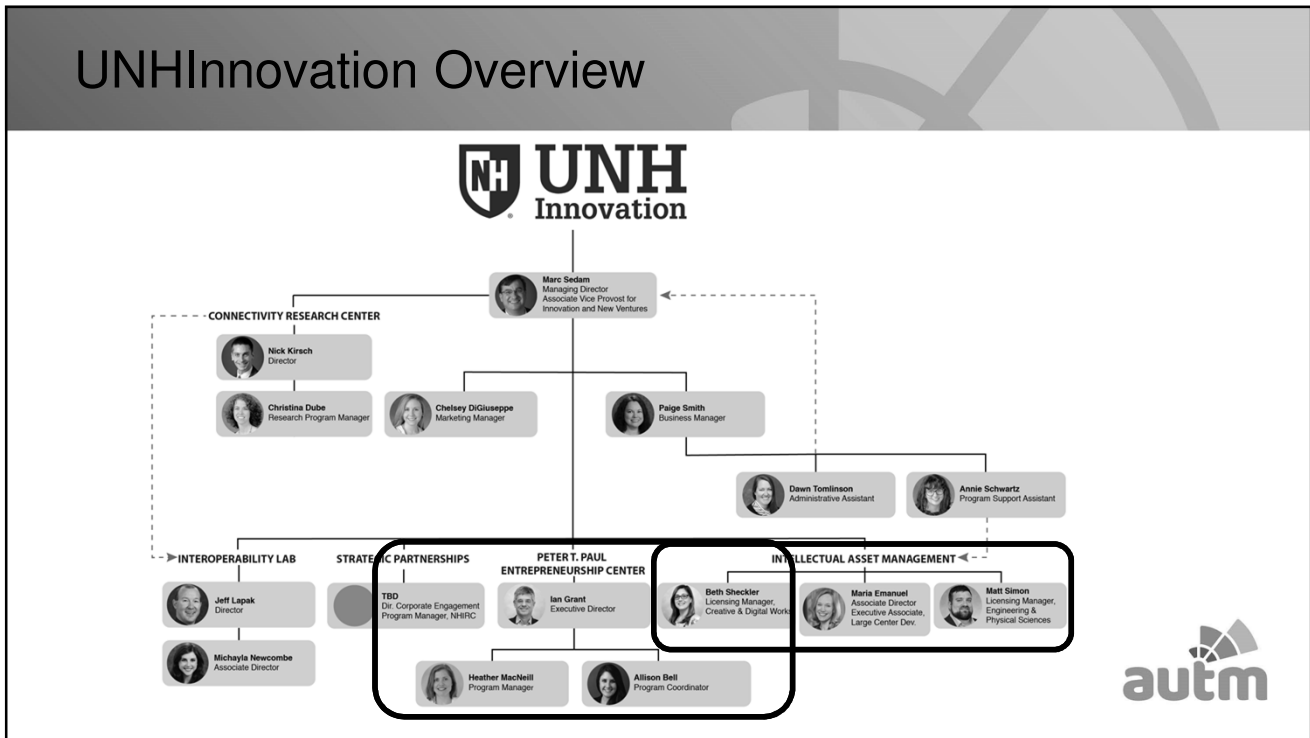 UNHInnovation Overview
NH
UNH
Innovation
Marc Sedam
Managing Director
Associate Vice Provost for
Innovation and New Ventures
CONNECTIVITY RESEARCH CENTER
Nick Kirsch
Director
Christina Dube
Research Program Manager
Chelsey DiGiuseppe
Marketing Manager
Paige Smith
Business Manager
Dawn Tomlinson
Administrative Assistant
Annie Schwartz
Program Support Assistant
INTEROPERABILITY LAB
Jeff Lapak
Director
Michayla Newcombe
Associate Director
STRATEGIC PARTNERSHIPS
TBD
Dir. Corporate Engagement
Program Manager, NHIRC
PETER T. PAUL
ENTREPRENEURSHIP CENTER
Ian Grant
Executive Director
Heather MacNeill
Program Manager
Allison Bell
Program Coordinator
INTELLECTUAL ASSET MANAGEMENT
Beth Sheckler
Licensing Manager,
Creative & Digital Works
Maria Emanuel
Associate Director
Executive Associate,
Large Center Dev.
Matt Simon
Licensing Manager,
Engineering &
Physical Sciences
autm